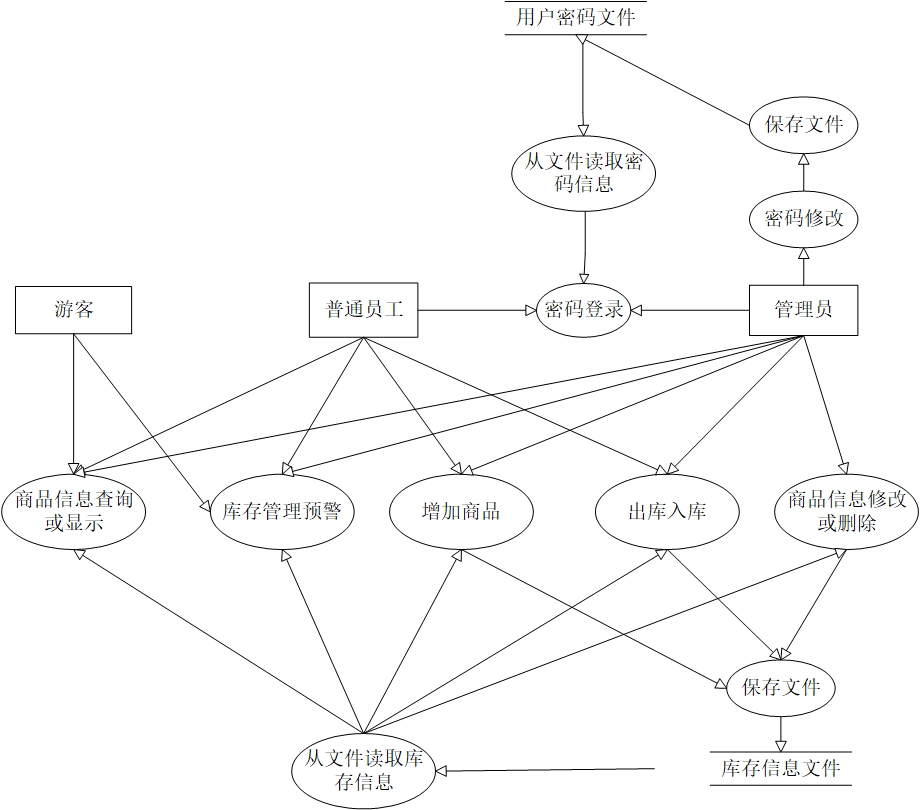 用户密码文件
保存文件
从文件读取密
码信息
密码修改
游客
普通员工
密码登录
管理员
商品信息查询
或显示
库存管理预警
增加商品
出库入库
商品信息修改
或删除
保存文件
从文件读取库
存信息
库存信息文件